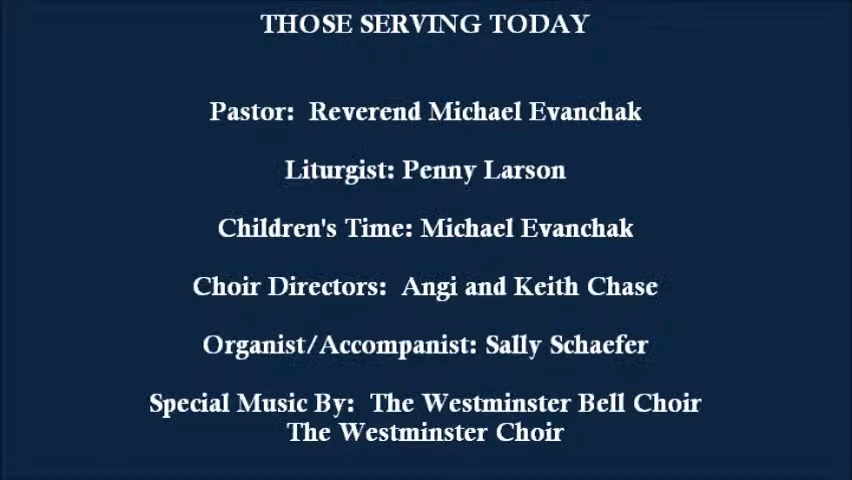 THOSE SERVING TODAY
Pastor:  Reverend Michael Evanchak
Liturgist: Penny Larson
Children's Time: Michael Evanchak
Choir Directors:  Angi and Keith Chase
Organist/Accompanist: Sally Schaefer
Special Music By:  The Westminster Bell Choir
The Westminster Choir